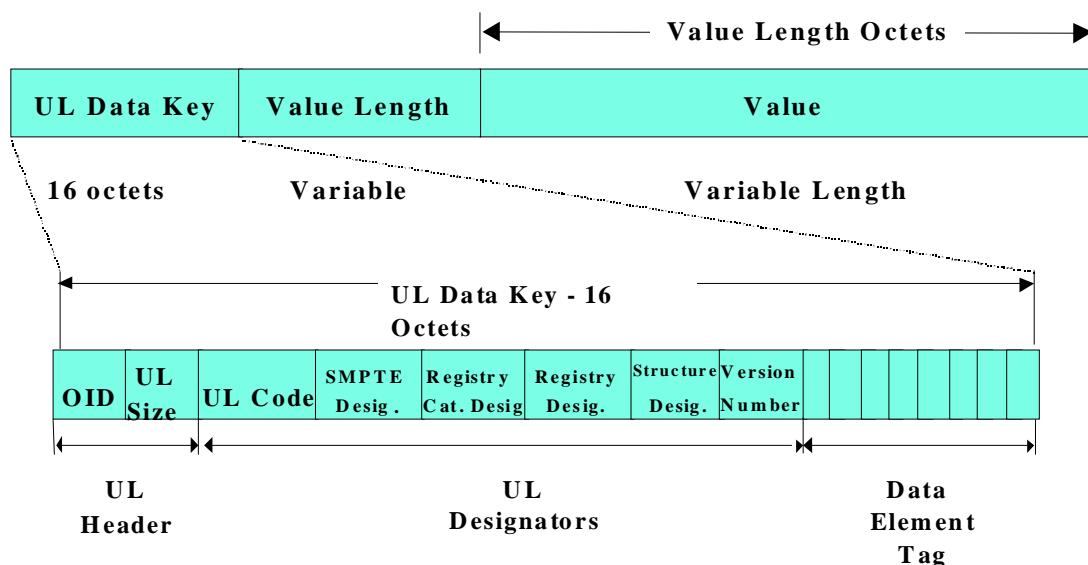 Value Length Octets
UL Data Key Value Length Value
16 octets Variable Variable Length
UL Data Key - 16
Octets
OID
UL
Size
UL Code
SMPTE
Desig.
Registry
Cat. Desig
Registry
Desig.
Structure
Desig.
Version
Number
UL
Header
UL
Designators
Data
Element
Tag